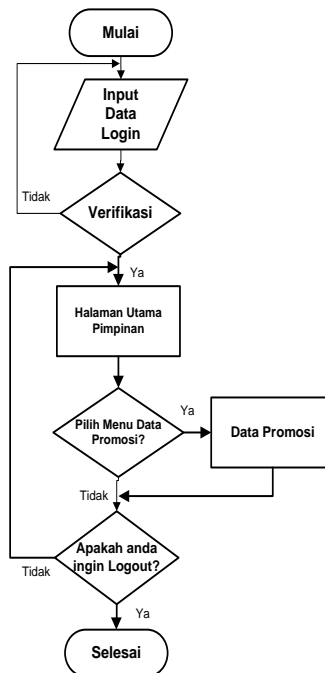 Mulai
Input
Data
Login
Tidak
Verifikasi
Ya
Halaman Utama
Pimpinan
Pilih Menu Data
Promosi?
Ya
Data Promosi
Tidak
Apakah anda
ingin Logout?
Tidak
Ya
Selesai